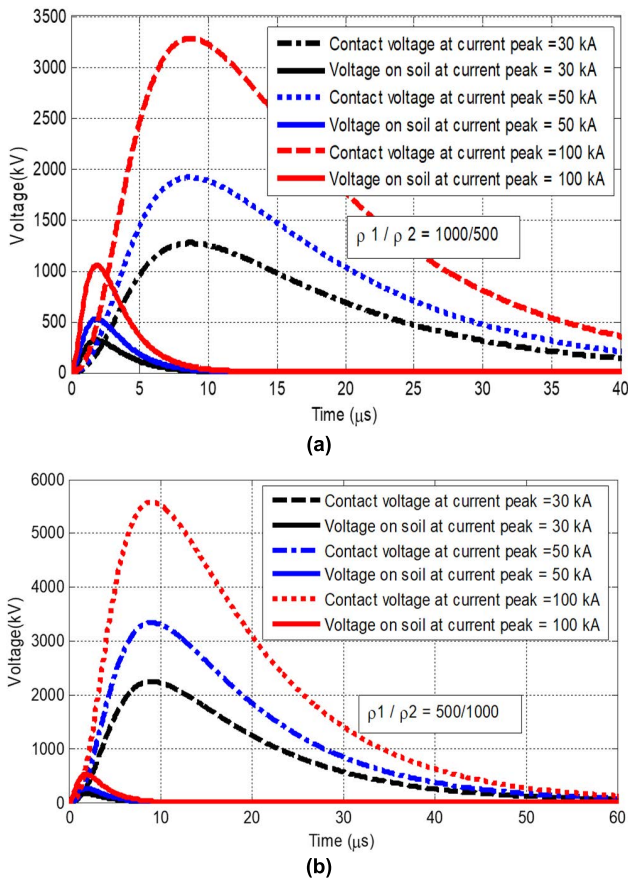 3500
3000
2500
2000
1500
1000
500
0
Voltage(kV)
Contact voltage at current peak =30 kA
Voltage on soil at current peak = 30 kA
Contact voltage at current peak =50 kA
Voltage on soil at current peak = 50 kA
Contact voltage at current peak =100 kA
Voltage on soil at current peak = 100 kA
ρ 1 / ρ 2 = 1000/500
0 5 10 15 20 25 30 35 40
Time (μs)
(a)
6000
5000
4000
3000
2000
1000
0
Voltage(kV)
Contact voltage at current peak =30 kA
Voltage on soil at current peak = 30 kA
Contact voltage at current peak =50 kA
Voltage on soil at current peak = 50 kA
Contact voltage at current peak =100 kA
Voltage on soil at current peak = 100 kA
ρ1 / ρ2 = 500/1000
0 10 20 30 40 50 60
Time (μs)
(b)